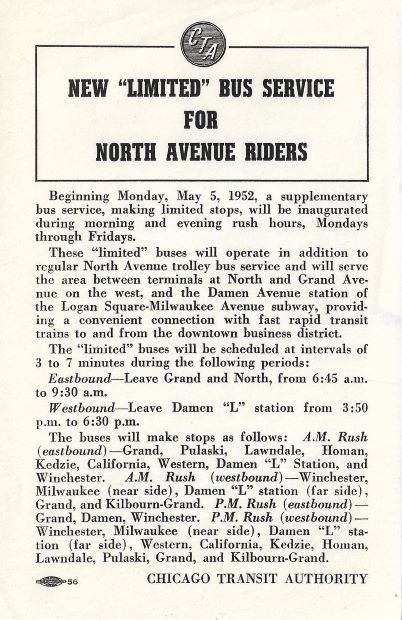 CTA
NEW “LIMITED” BUS SERVICE
FOR
NORTH AVENUE RIDERS
Beginning Monday, May 5, 1952, a supplementary
bus service, making limited stops, will be inaugurated
during morning and evening rush hours, Mondays
through Fridays.
These “limited” buses will operate in addition to
regular North Avenue trolley bus service and will serve
the area between terminals at North and Grand Ave-
nue on the west, and the Damen Avenue station of
the Logan Square-Milwaukee Avenue subway, provid-
ing a convenient connection with fast rapid transit
trains to and from the downtown business district.
The “limited” buses will be scheduled at intervals of
3 to 7 minutes during the following periods:
Eastbound—Leave Grand and North, from 6:45 a.m.
to 9:30 a.m.
Westbound—Leave Damen “L” station from 3:50
p.m. to 6:30 p.m.
The buses will make stops as follows: A.M. Rush
(eastbound)—Grand, Pulaski, Lawndale, Homan,
Kedzie, California, Western, Damen “L” Station, and
Winchester. A.M. Rush (westbound)—Winchester,
Milwaukee (near side), Damen “L” station (far side),
Grand, and Kilbourn-Grand. P.M. Rush (eastbound)—
Grand, Damen, Winchester. P.M. Rush (westbound)—
Winchester, Milwaukee (near side), Damen “L” sta-
tion (far side), Western, California, Kedzie, Homan,
Lawndale, Pulaski, Grand, and Kilbourn-Grand.
56 CHICAGO TRANSIT AUTHORITY